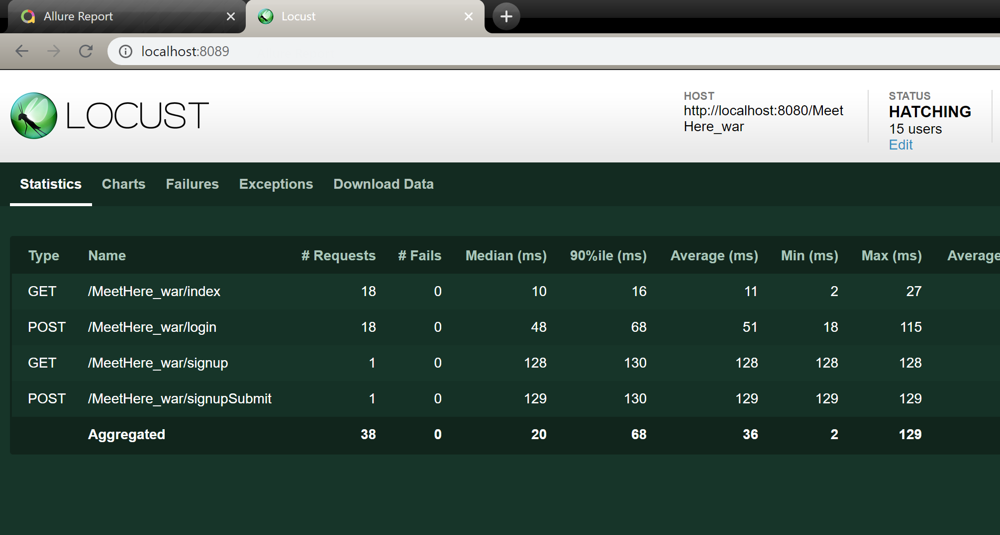 Allure Report
Locust
localhost:8089
LOCUST
HOST
http://localhost:8080/Meet
Here_war
STATUS
HATCHING
15 users
Edit
Statistics Charts Failures Exceptions Download Data
Type Name # Requests # Fails Median (ms) 90%ile (ms) Average (ms) Min (ms) Max (ms) Average
GET /MeetHere_war/index 18 0 10 16 11 2 27
POST /MeetHere_war/login 18 0 48 68 51 18 115
GET /MeetHere_war/signup 1 0 128 130 128 128 128
POST /MeetHere_war/signupSubmit 1 0 129 130 129 129 129
Aggregated 38 0 20 68 36 2 129